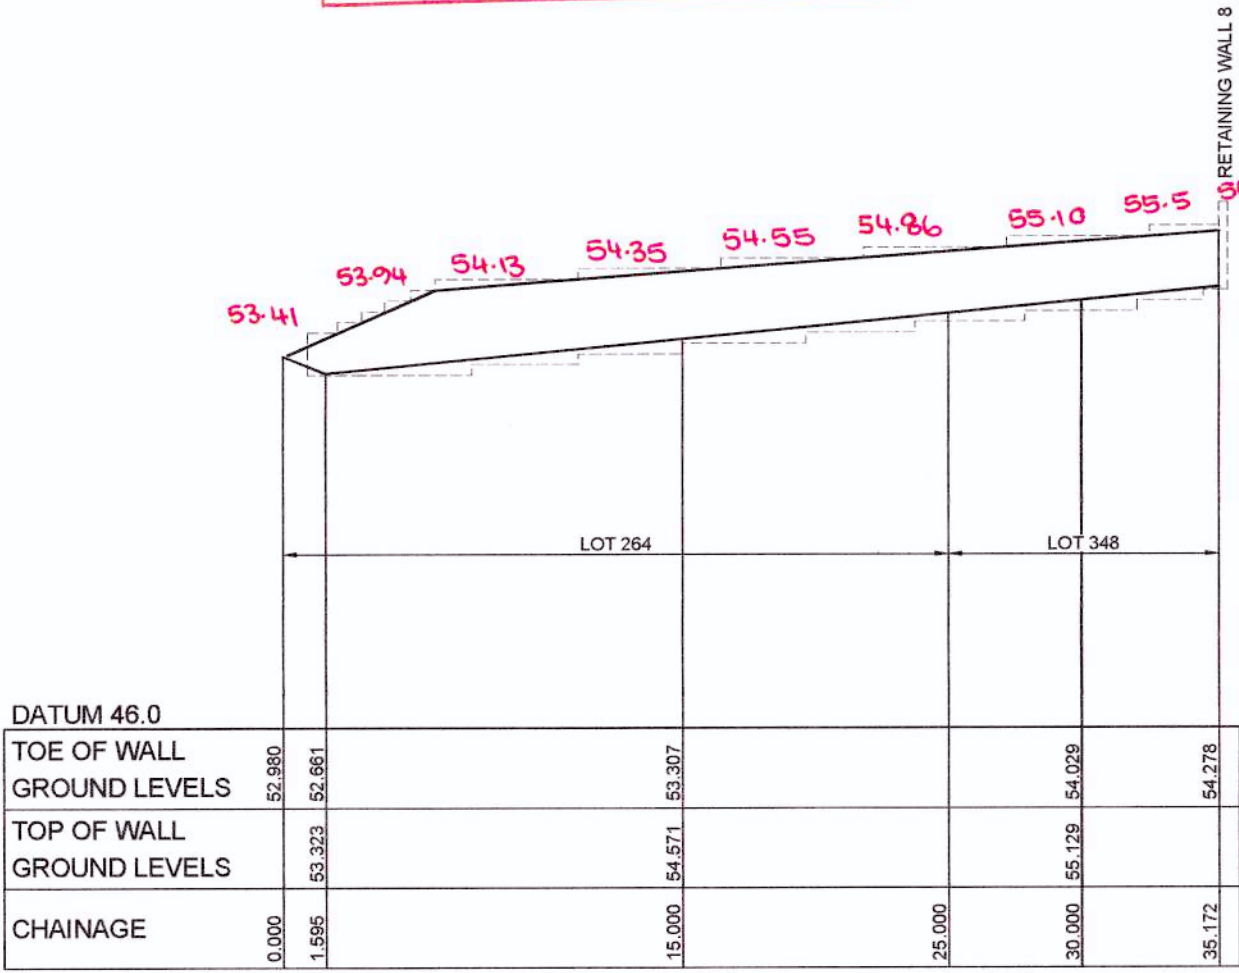 RETAINING WALL 8
53.41
53.94
54.13
54.35
54.55
54.86
55.10
55.5
LOT 264
LOT 348
DATUM 46.0
TOE OF WALL
GROUND LEVELS
52.980
52.661
53.307
54.029
54.278
TOP OF WALL
GROUND LEVELS
53.323
54.571
55.129
CHAINAGE
0.000
1.595
15.000
25.000
30.000
35.172